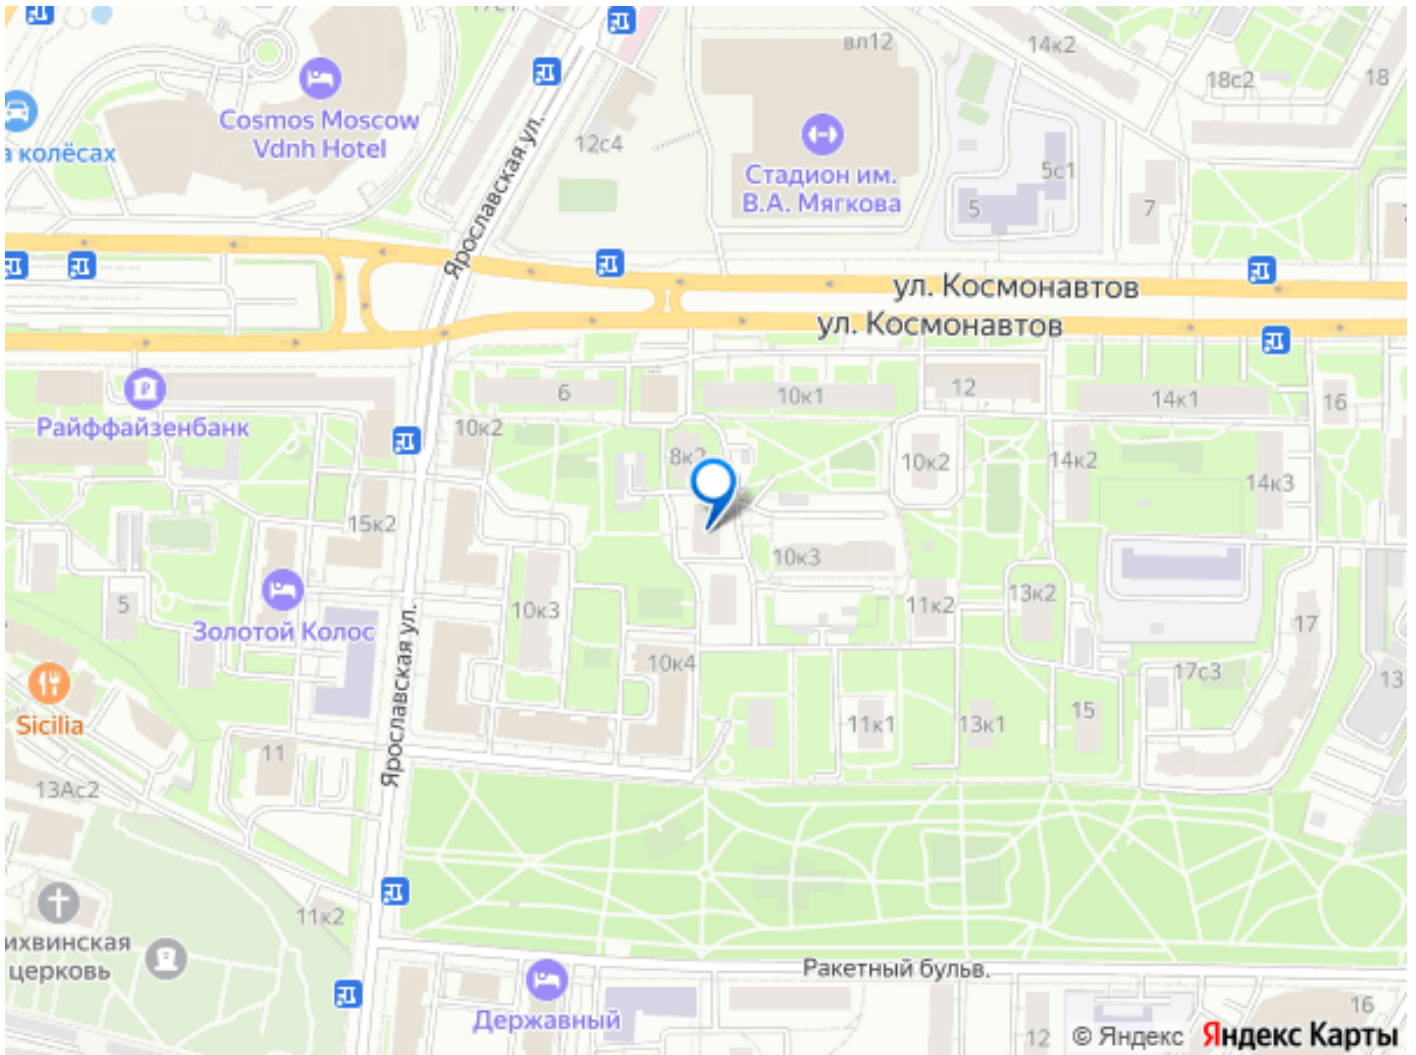 вл12
14к2
18с2
18
Cosmos Moscow
Vdnh Hotel
а колёсах
12с4
Ярославская ул.
Стадион им.
В.А. Мягкова
5с1
5
7
ул. Космонавтов
ул. Космонавтов
Райффайзенбанк
6
10к1
12
14к1
16
10к2
8к2
10к2
14к2
14к3
15к2
10к3
5
Золотой Колос
10к3
11к2
13к2
17
Ярославская ул.
10к4
17с3
13
Sicilia
11к1
13к1
15
11
13Ас2
11к2
ихвинская
церковь
Ракетный бульв.
Державный
12
16
© Яндекс
Яндекс Карты